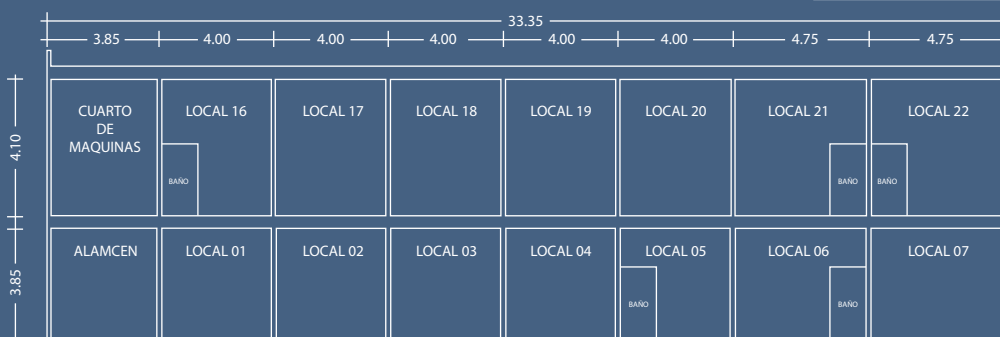 33.35
3.85 4.00 4.00 4.00 4.00 4.00 4.75 4.75
CUARTO
DE
MAQUINAS
LOCAL 16 LOCAL 17 LOCAL 18 LOCAL 19 LOCAL 20 LOCAL 21 LOCAL 22
4.10
BAÑO BAÑO BAÑO
ALAMCEN LOCAL 01 LOCAL 02 LOCAL 03 LOCAL 04 LOCAL 05 LOCAL 06 LOCAL 07
3.85
BAÑO BAÑO